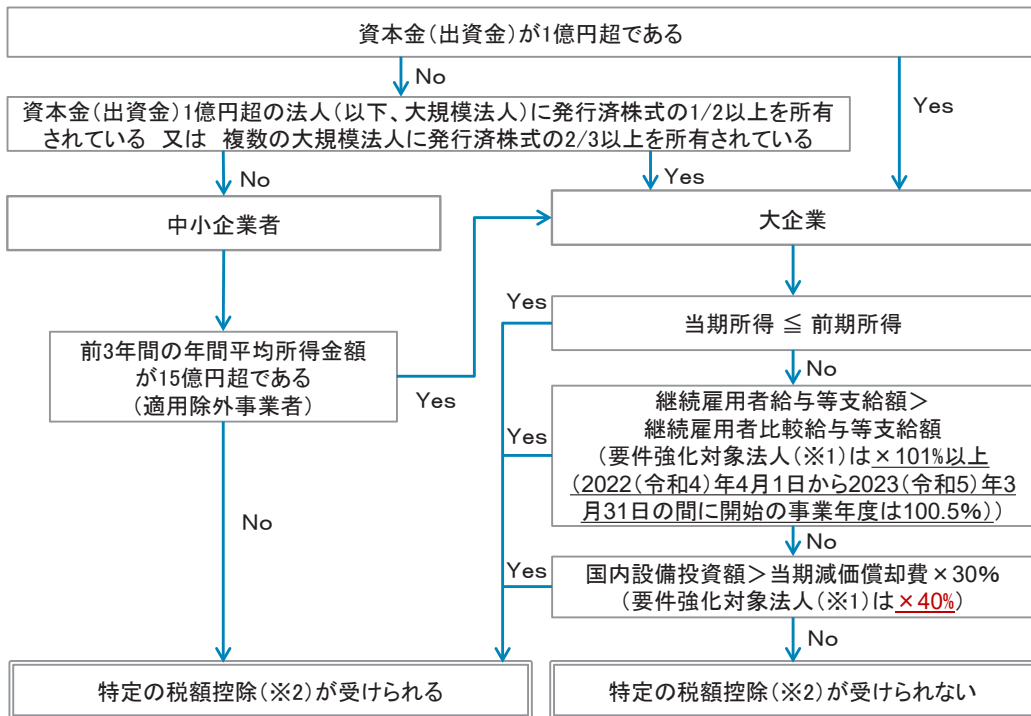 資本金（出資金）が1億円超である
No
Yes
資本金（出資金）1億円超の法人（以下、大規模法人）に発行済株式の1/2以上を所有
されている　又は　複数の大規模法人に発行済株式の2/3以上を所有されている
No
Yes
中小企業者
大企業
Yes
当期所得 ≦ 前期所得
前3年間の年間平均所得金額
が15億円超である
（適用除外事業者）
Yes
No
Yes
継続雇用者給与等支給額＞
継続雇用者比較給与等支給額
（要件強化対象法人（※1）は×101%以上
（2022（令和4）年4月1日から2023（令和5）年3
月31日の間に開始の事業年度は100.5%））
No
No
Yes
国内設備投資額＞当期減価償却費×30%
（要件強化対象法人（※1）は×40%）
No
特定の税額控除（※2）が受けられる
特定の税額控除（※2）が受けられない